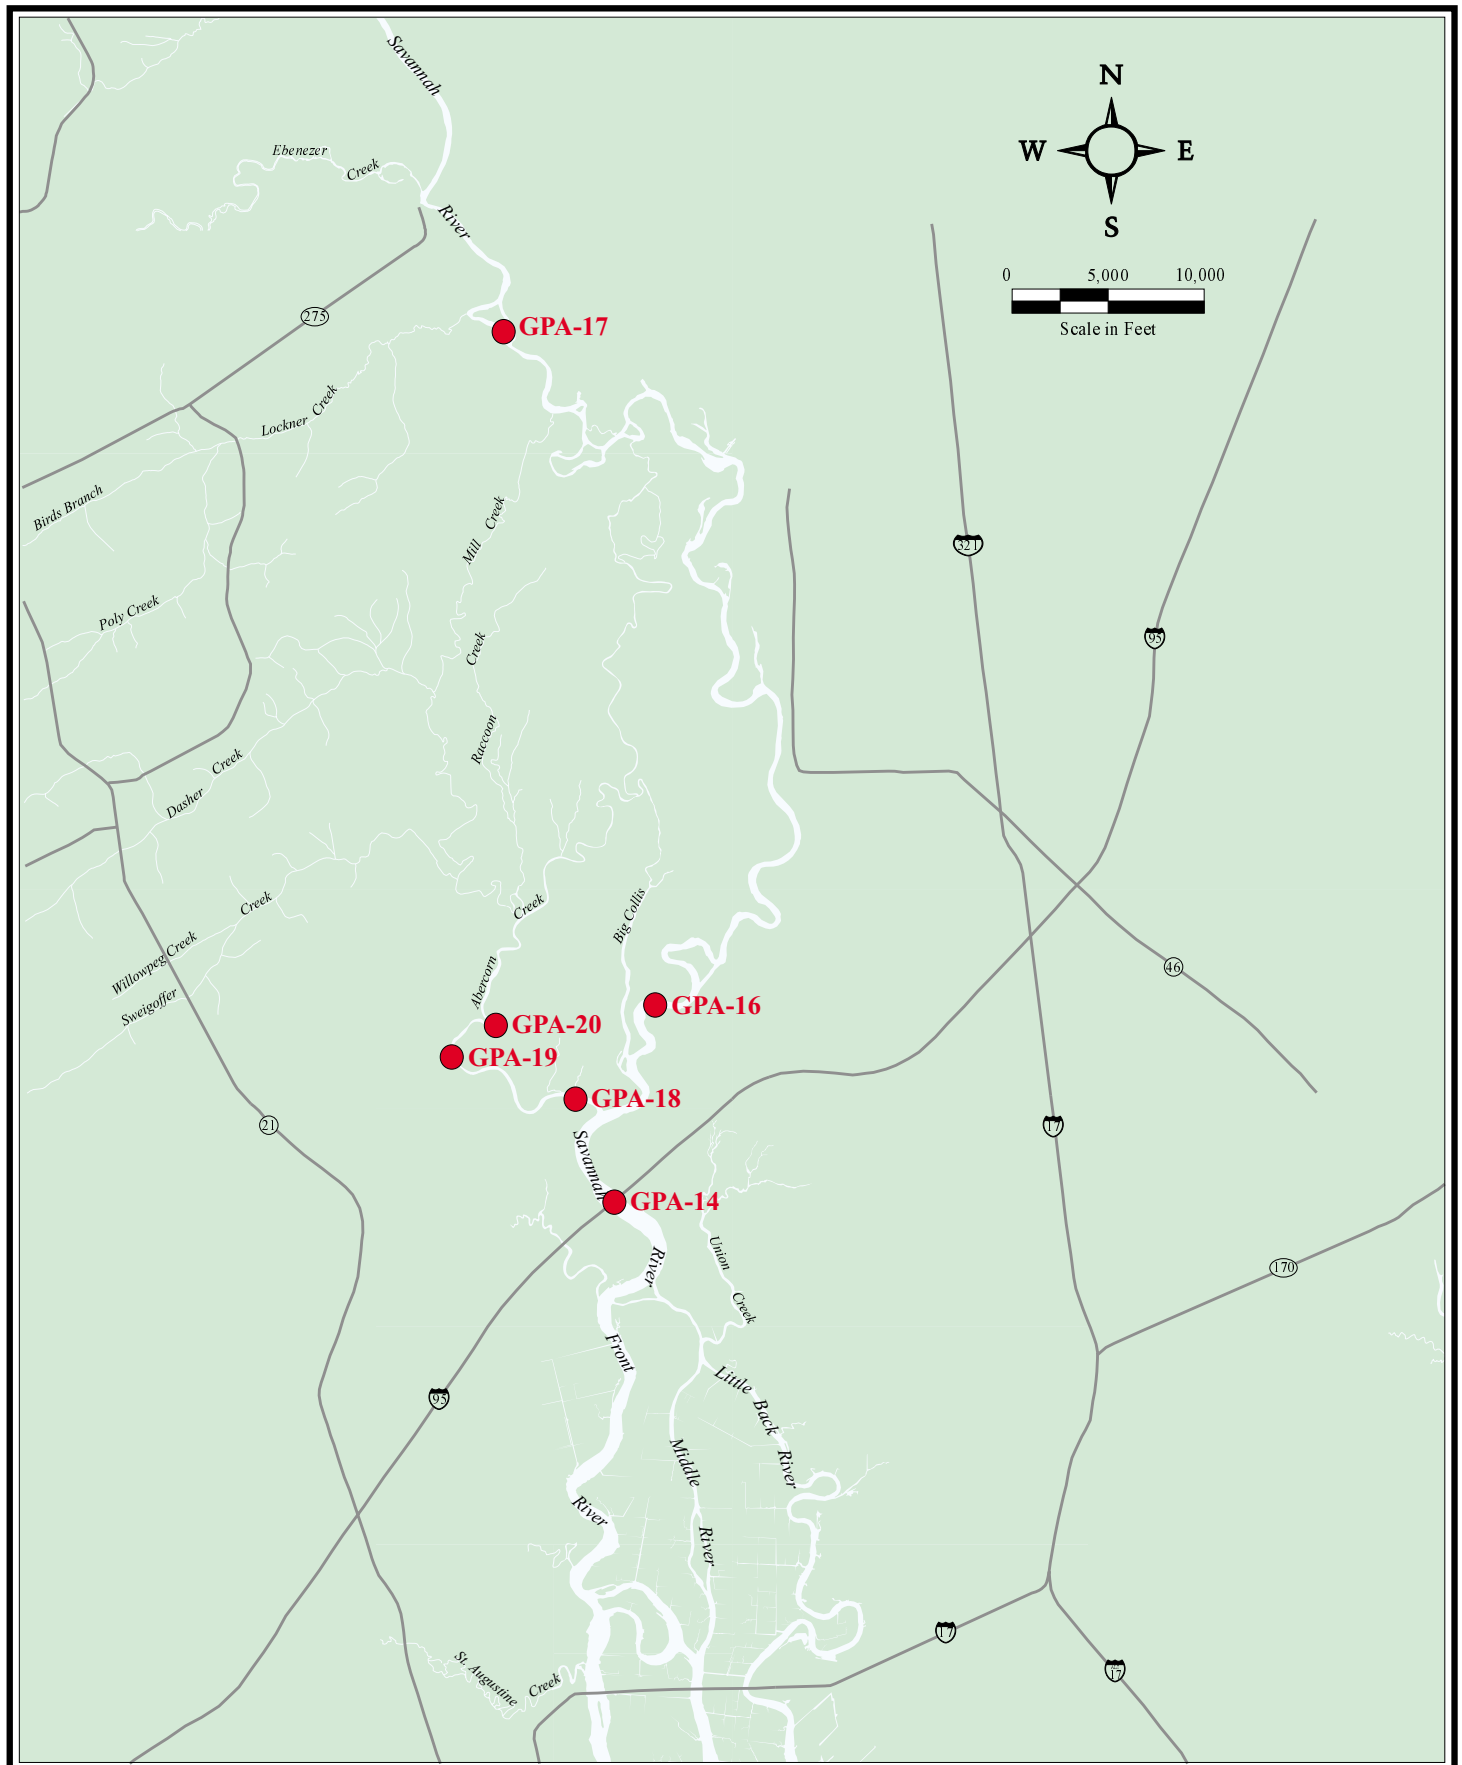 Savannah
N
W
E
S
Ebenezer
Creek
River
0
5,000
10,000
Scale in Feet
275
GPA-17
Lockner
Creek
Birds Branch
Mill
Creek
321
Poly Creek
95
Creek
Raccoon
Dasher
Creek
Creek
Creek
Big Collis
Willowpeg Creek
Sweigoffer
Abercorn
46
GPA-16
GPA-20
GPA-19
GPA-18
21
17
Savannah
GPA-14
River
Union
Creek
170
Front
Little
Back
River
95
Middle
River
River
17
St. Augustine
Creek
17